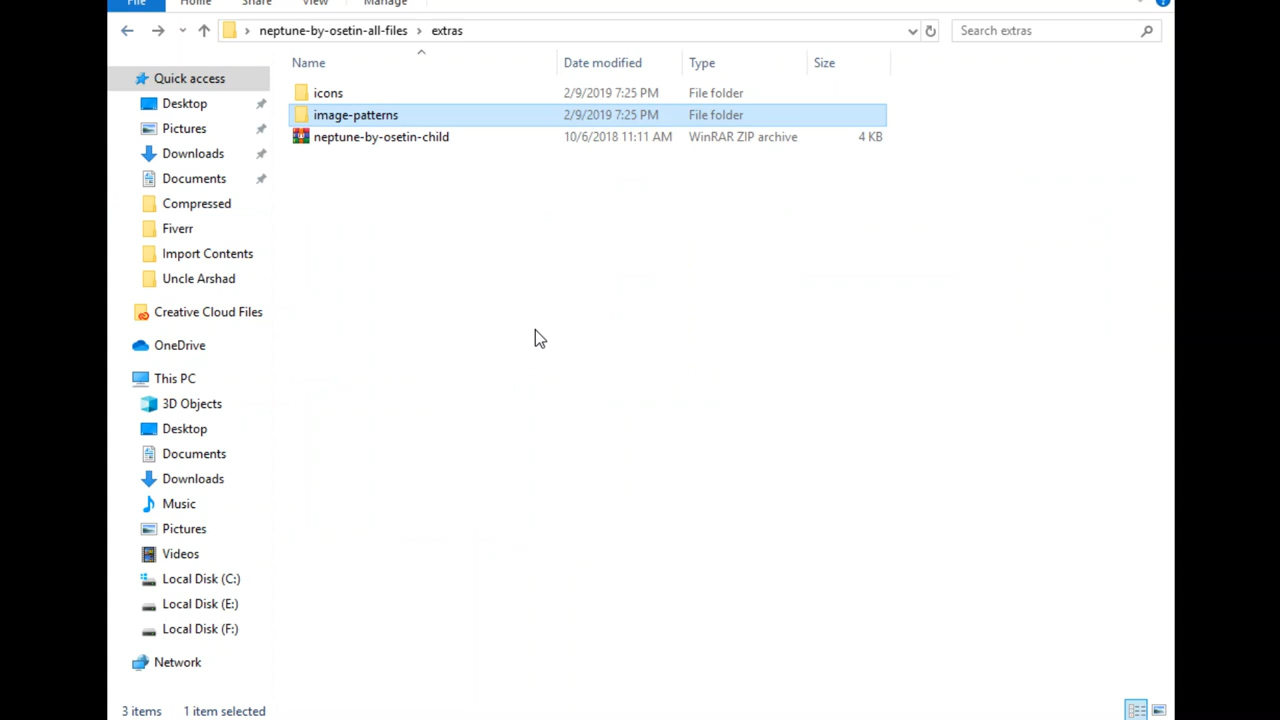 File Home Share View Manage
neptune-by-osetin-all-files extras Search extras
Name Date modified Type Size
icons 2/9/2019 7:25 PM File folder
image-patterns 2/9/2019 7:25 PM File folder
neptune-by-osetin-child 10/6/2018 11:11 AM WinRAR ZIP archive 4 KB
Quick access
Desktop
Pictures
Downloads
Documents
Compressed
Fiverr
Import Contents
Uncle Arshad
Creative Cloud Files
OneDrive
This PC
3D Objects
Desktop
Documents
Downloads
Music
Pictures
Videos
Local Disk (C:)
Local Disk (E:)
Local Disk (F:)
Network
3 items 1 item selected